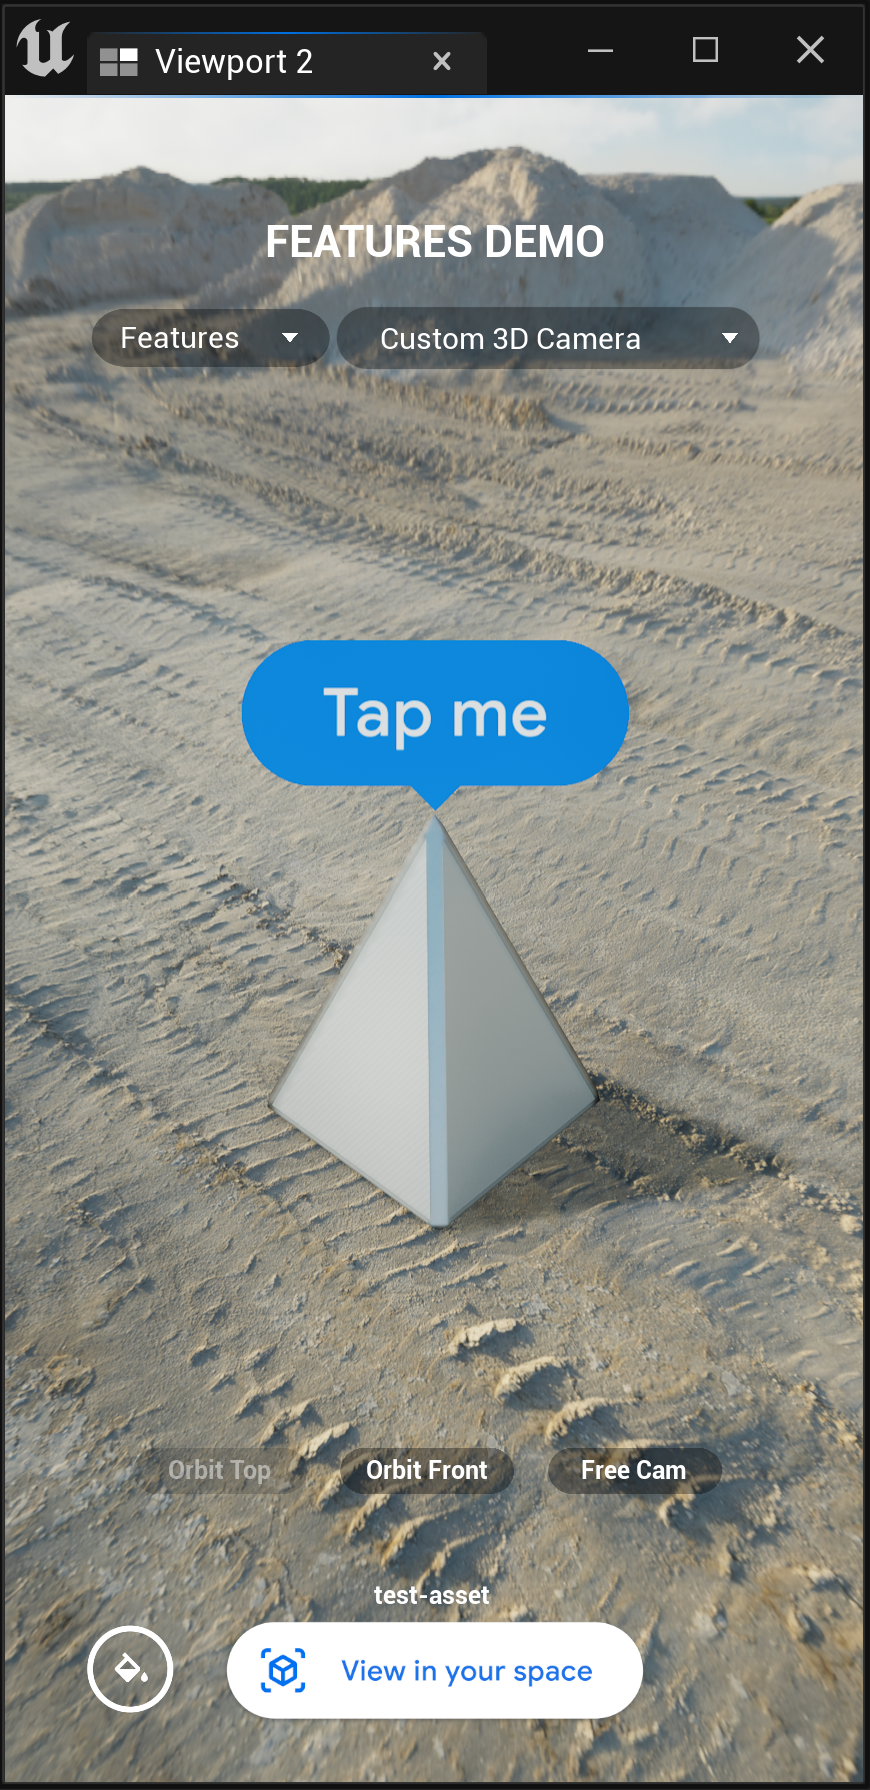 Viewport 2
FEATURES DEMO
Features
Custom 3D Camera
Tap me
Orbit Top
Orbit Front
Free Cam
test-asset
View in your space